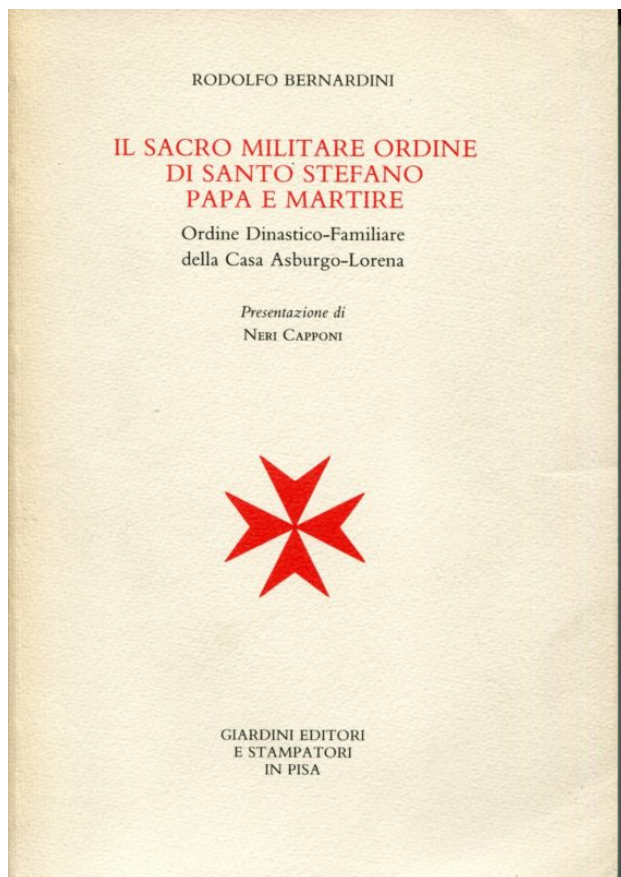 RODOLFO BERNARDINI
IL SACRO MILITARE ORDINE
DI SANTO STEFANO
PAPA E MARTIRE
Ordine Dinastico-Familiare
della Casa Asburgo-Lorena
Presentazione di
NERI CAPPONI
GIARDINI EDITORI
E STAMPATORI
IN PISA